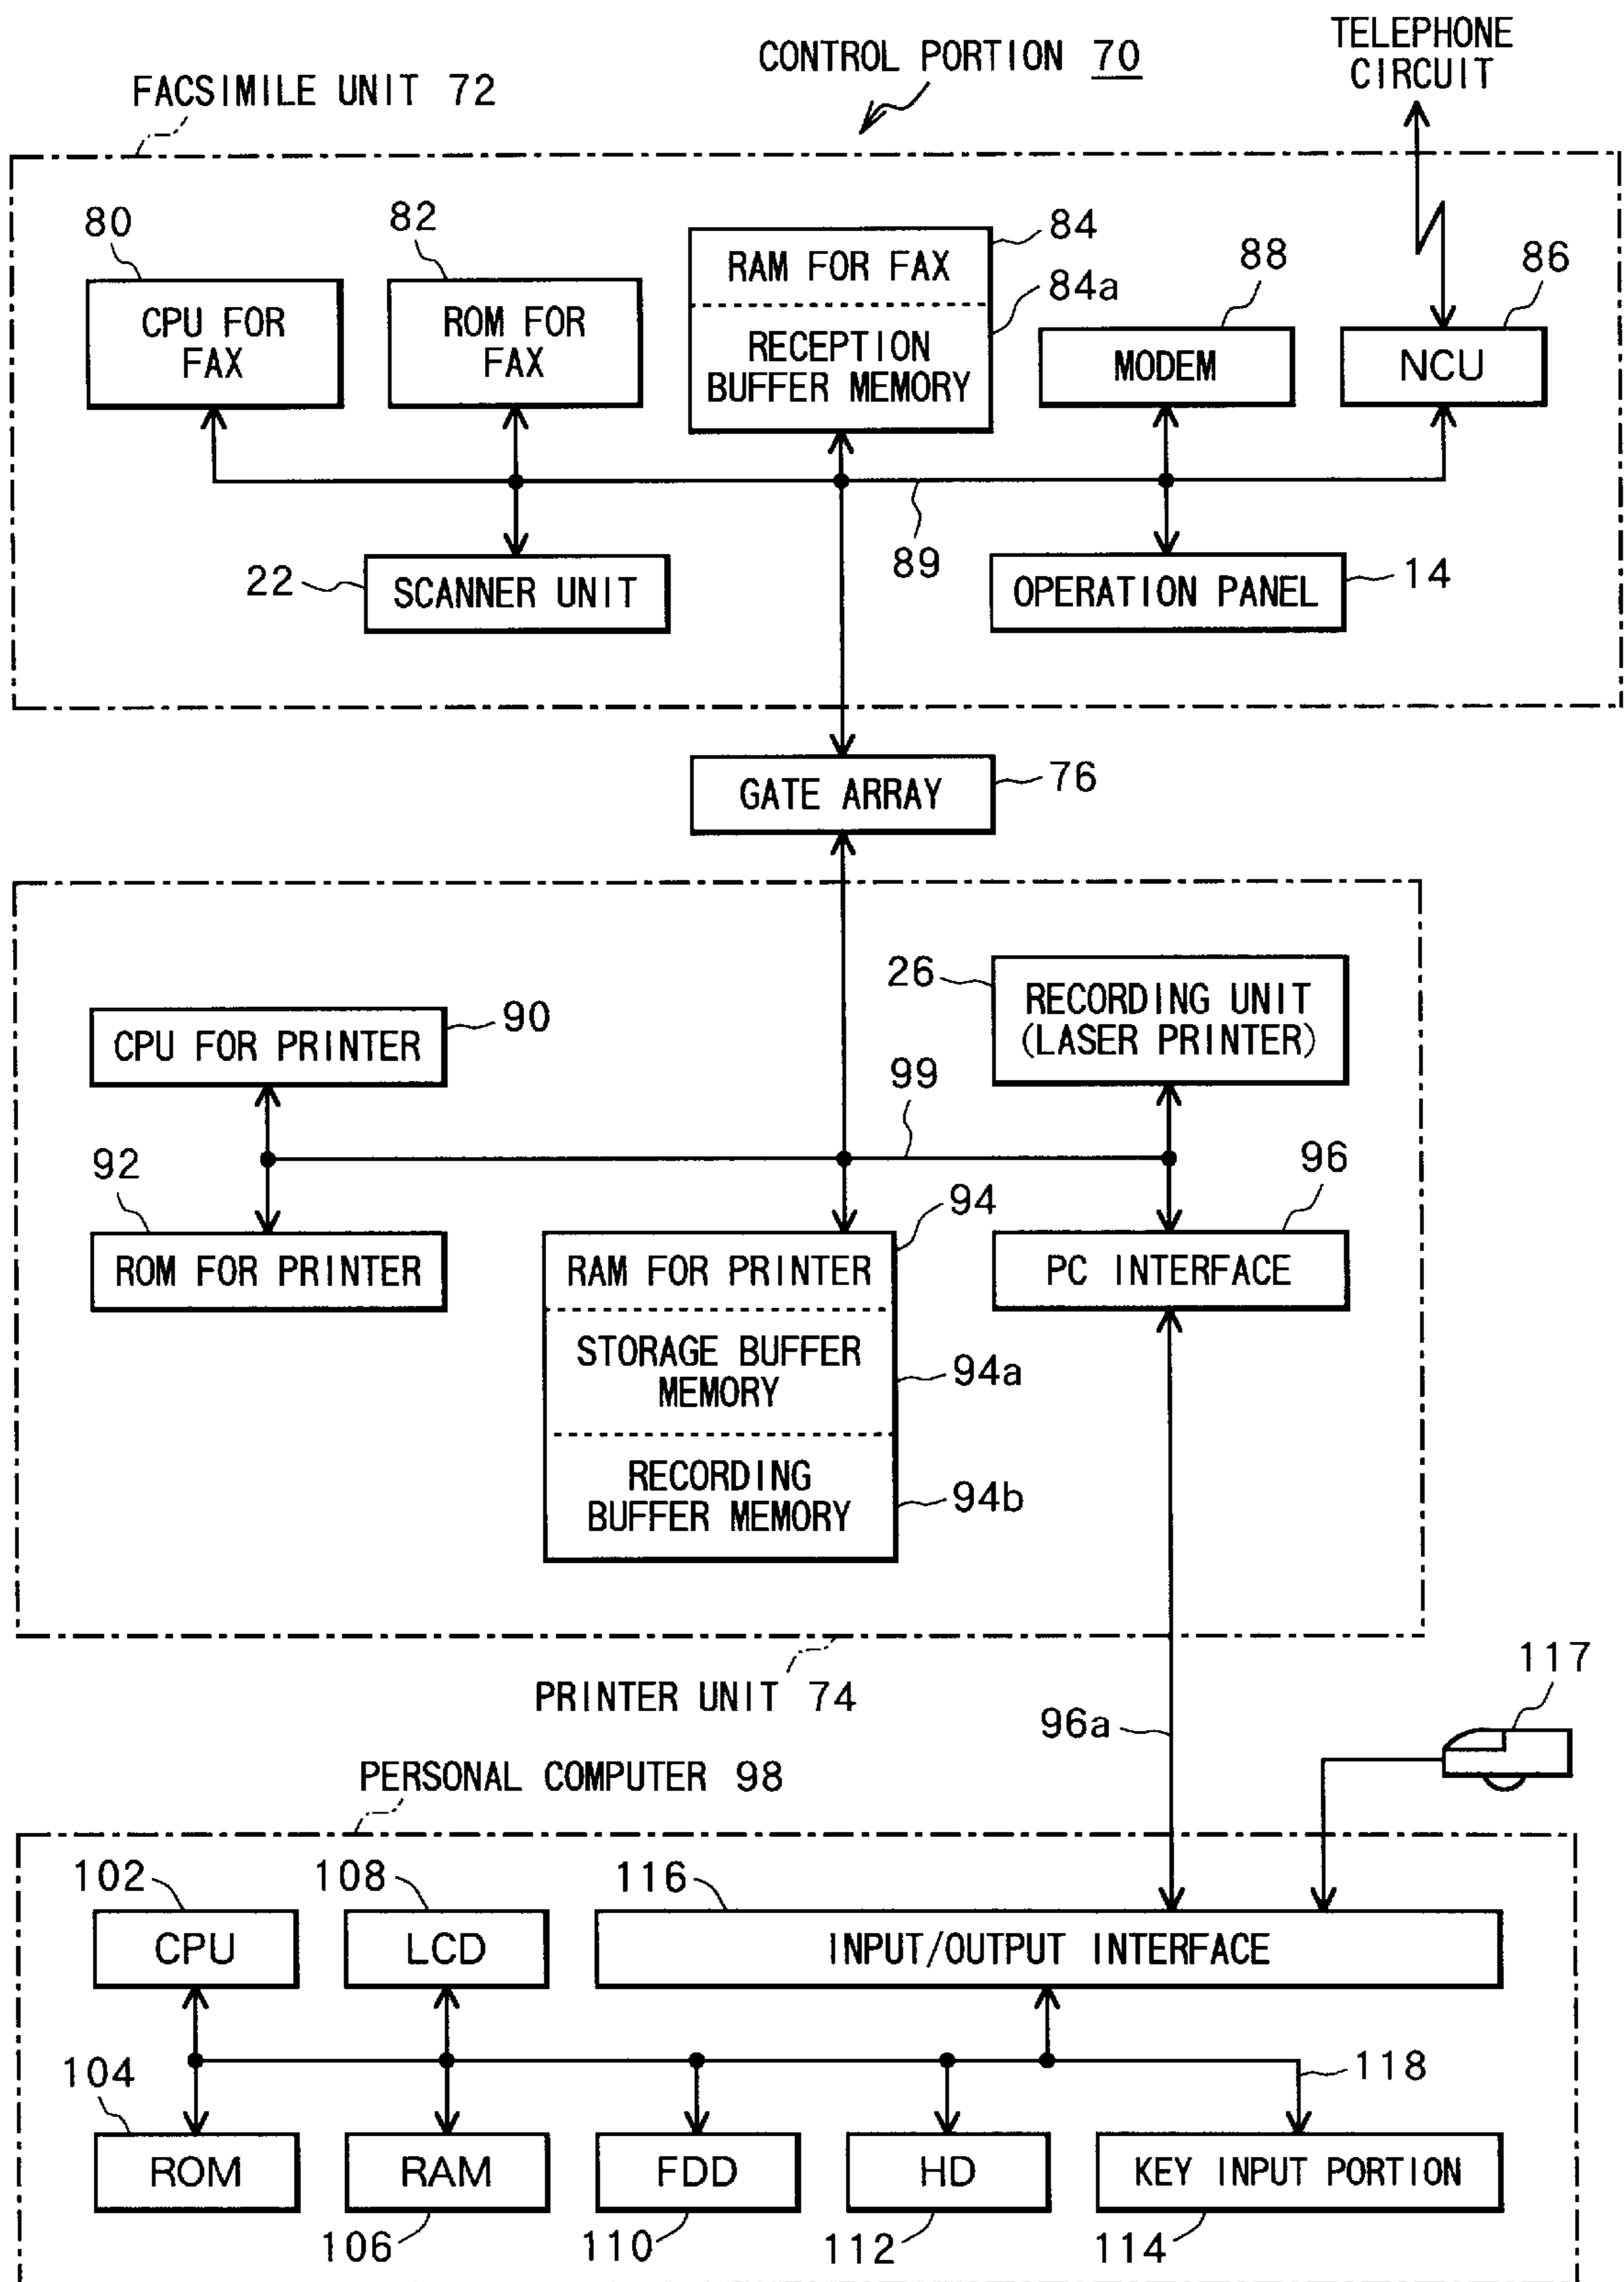 CONTROL PORTION 70
TELEPHONE
CIRCUIT
FACSIMILE UNIT 72
80
CPU FOR
FAX
82
ROM FOR
FAX
84
RAM FOR FAX
84a
RECEPTION
BUFFER MEMORY
88
MODEM
86
NCU
89
22
SCANNER UNIT
OPERATION PANEL
14
GATE ARRAY
76
26
RECORDING UNIT
(LASER PRINTER)
CPU FOR PRINTER
90
99
92
ROM FOR PRINTER
94
RAM FOR PRINTER
STORAGE BUFFER
MEMORY
94a
RECORDING
BUFFER MEMORY
94b
96
PC INTERFACE
PRINTER UNIT 74
96a
117
PERSONAL COMPUTER 98
102
CPU
108
LCD
116
INPUT/OUTPUT INTERFACE
118
104
ROM
RAM
106
FDD
110
HD
112
KEY INPUT PORTION
114